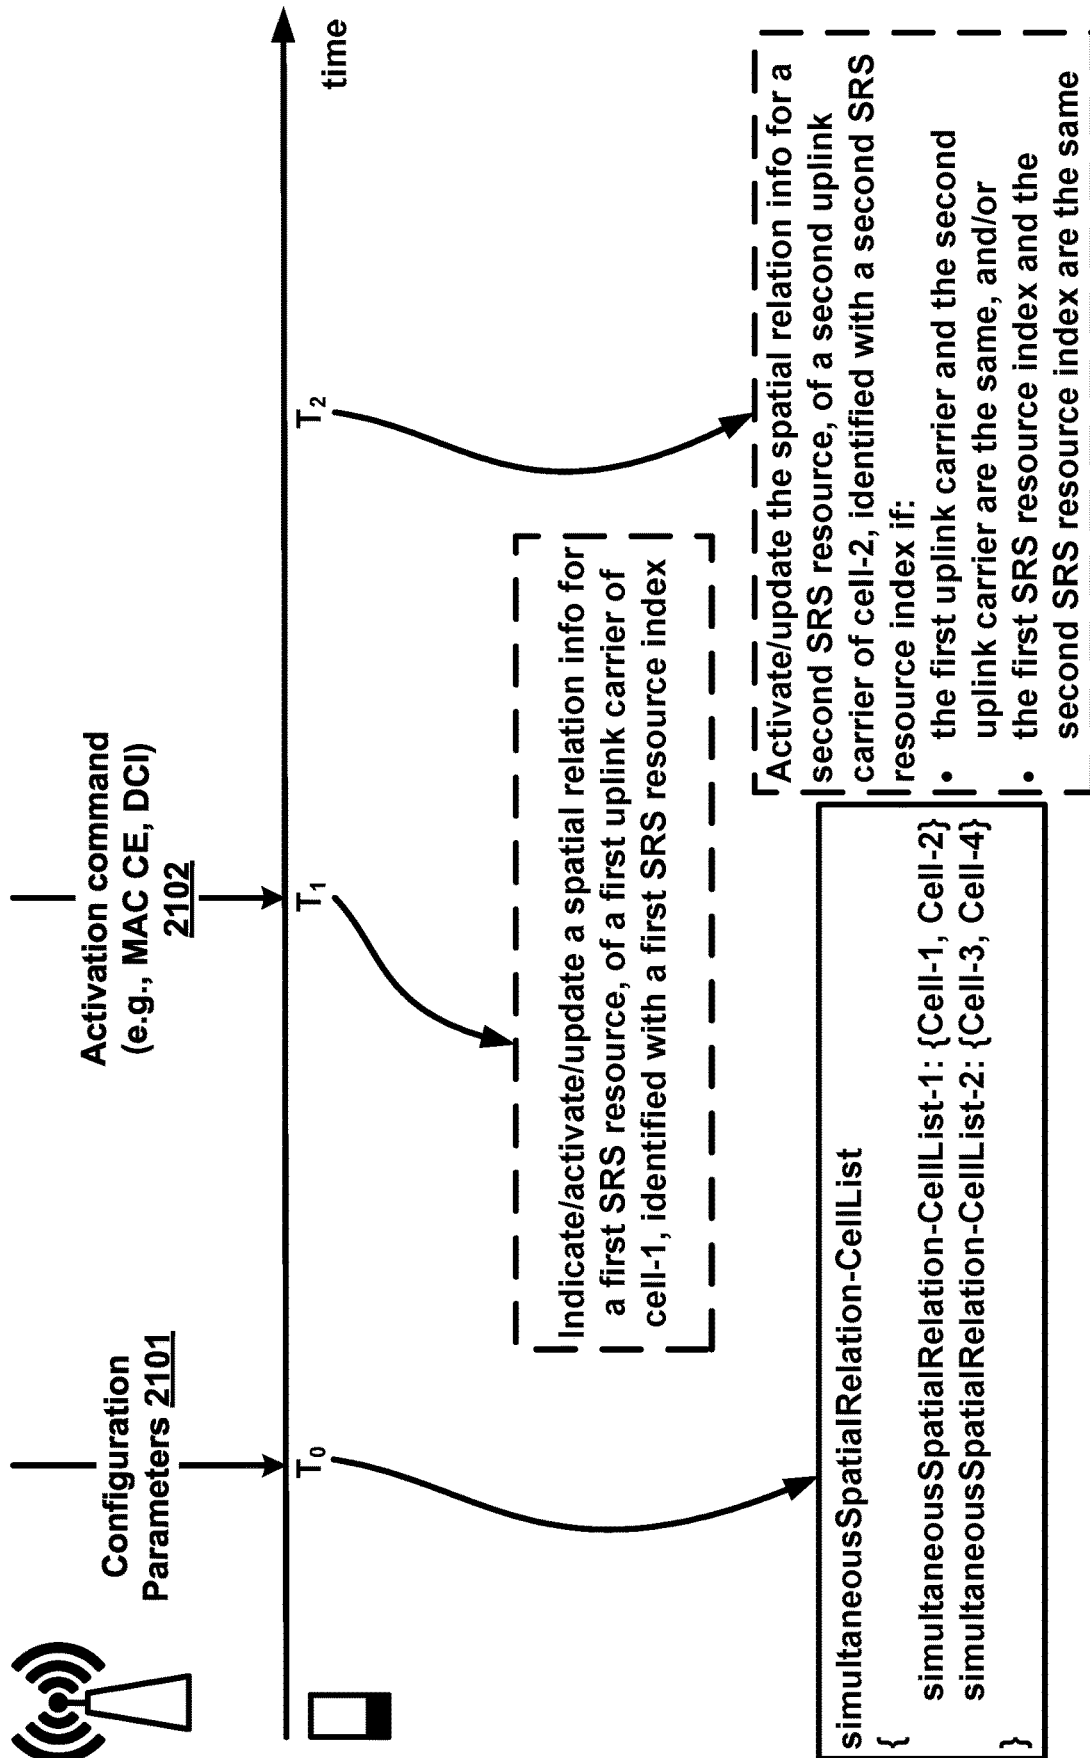 Configuration
Parameters 2101
Activation command
(e.g., MAC CE, DCI)
2102
T0
T1
T2
time
Indicate/activate/update a spatial relation info for
a first SRS resource, of a first uplink carrier of
cell-1, identified with a first SRS resource index
simultaneousSpatialRelation-CellList
{
simultaneousSpatialRelation-CellList-1: {Cell-1, Cell-2}
simultaneousSpatialRelation-CellList-2: {Cell-3, Cell-4}
}
Activate/update the spatial relation info for a
second SRS resource, of a second uplink
carrier of cell-2, identified with a second SRS
resource index if:
• the first uplink carrier and the second
uplink carrier are the same, and/or
• the first SRS resource index and the
second SRS resource index are the same